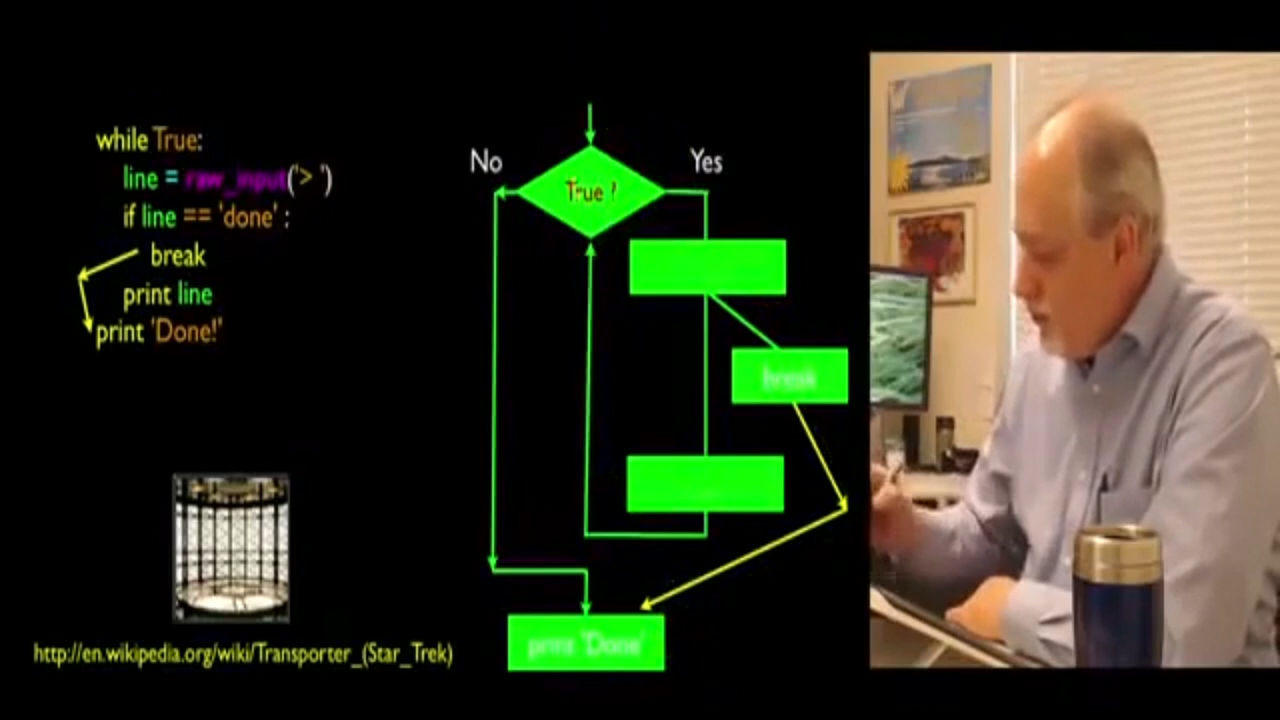 while True:
line = raw_input('> ')
if line == 'done' :
break
print line
print 'Done!'
http://en.wikipedia.org/wiki/Transporter_(Star_Trek)
No
Yes
True ?
break
print 'Done'